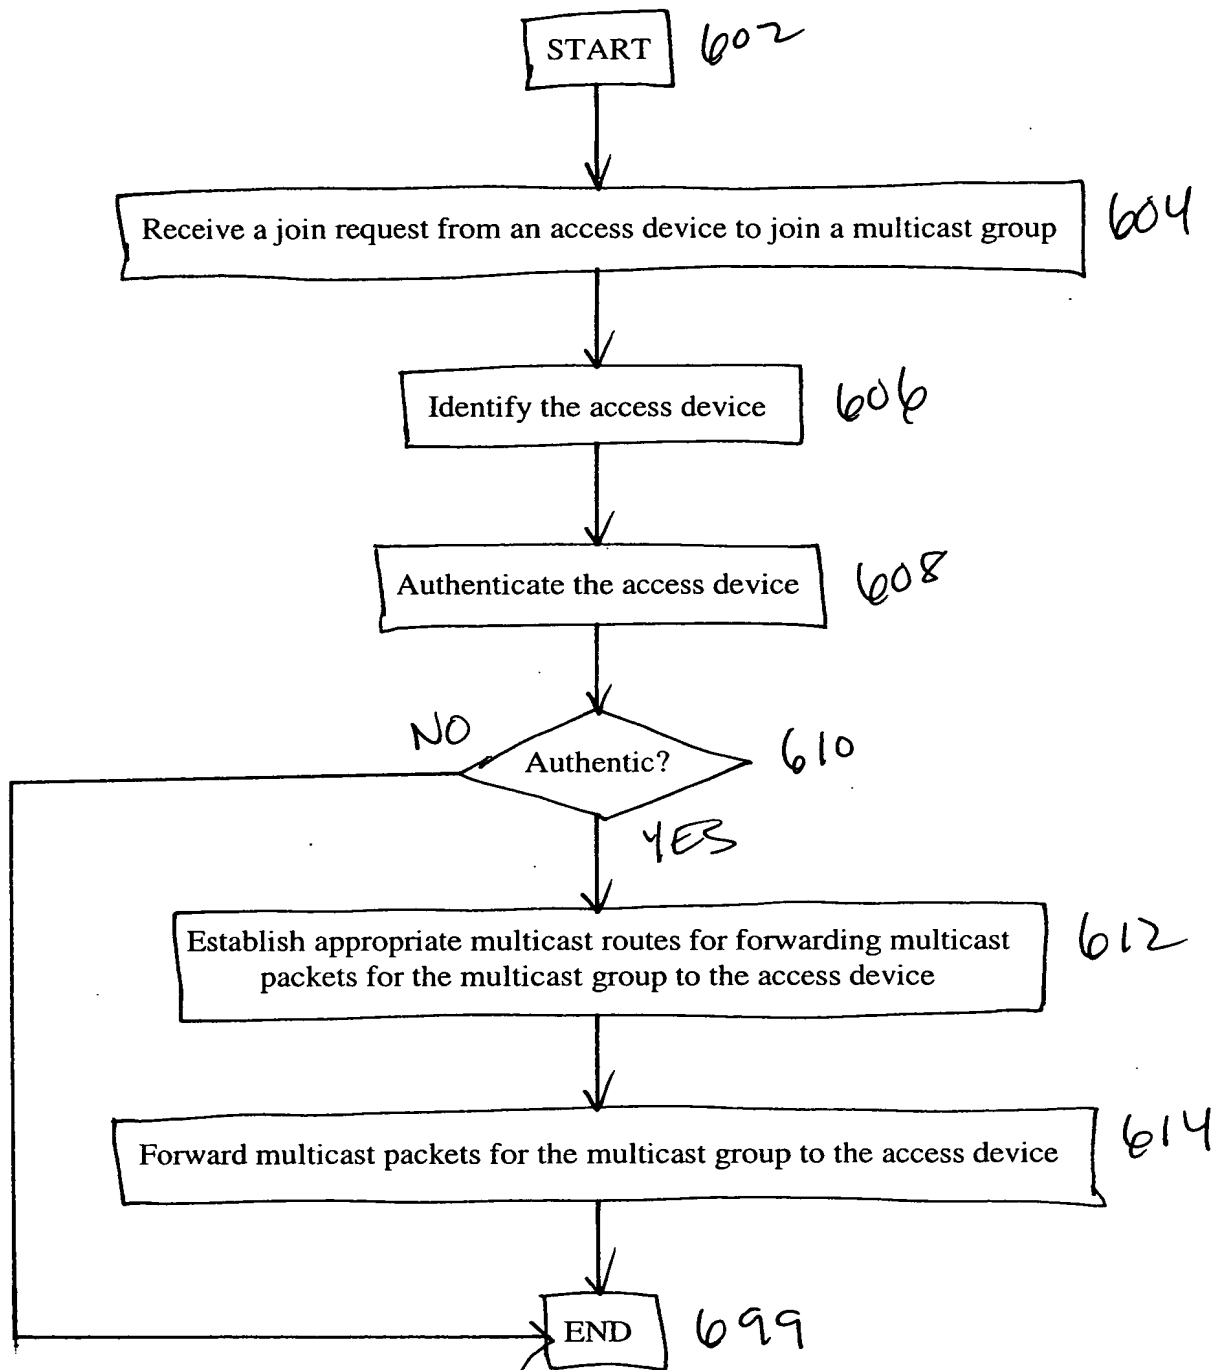 START 602
Receive a join request from an access device to join a multicast group 604
Identify the access device 606
Authenticate the access device 608
NO
Authentic? 610
YES
Establish appropriate multicast routes for forwarding multicast 612
packets for the multicast group to the access device
Forward multicast packets for the multicast group to the access device 614
END 699